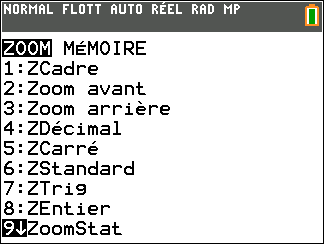 NORMAL FLOTT AUTO RÉEL RAD MP
ZOOM MéMOIRE
1:ZCadre
2:Zoom avant
3:Zoom arrière
4:ZDécimal
5:ZCarré
6:ZStandard
7:ZTrig
8:ZEntier
9↓ZoomStat